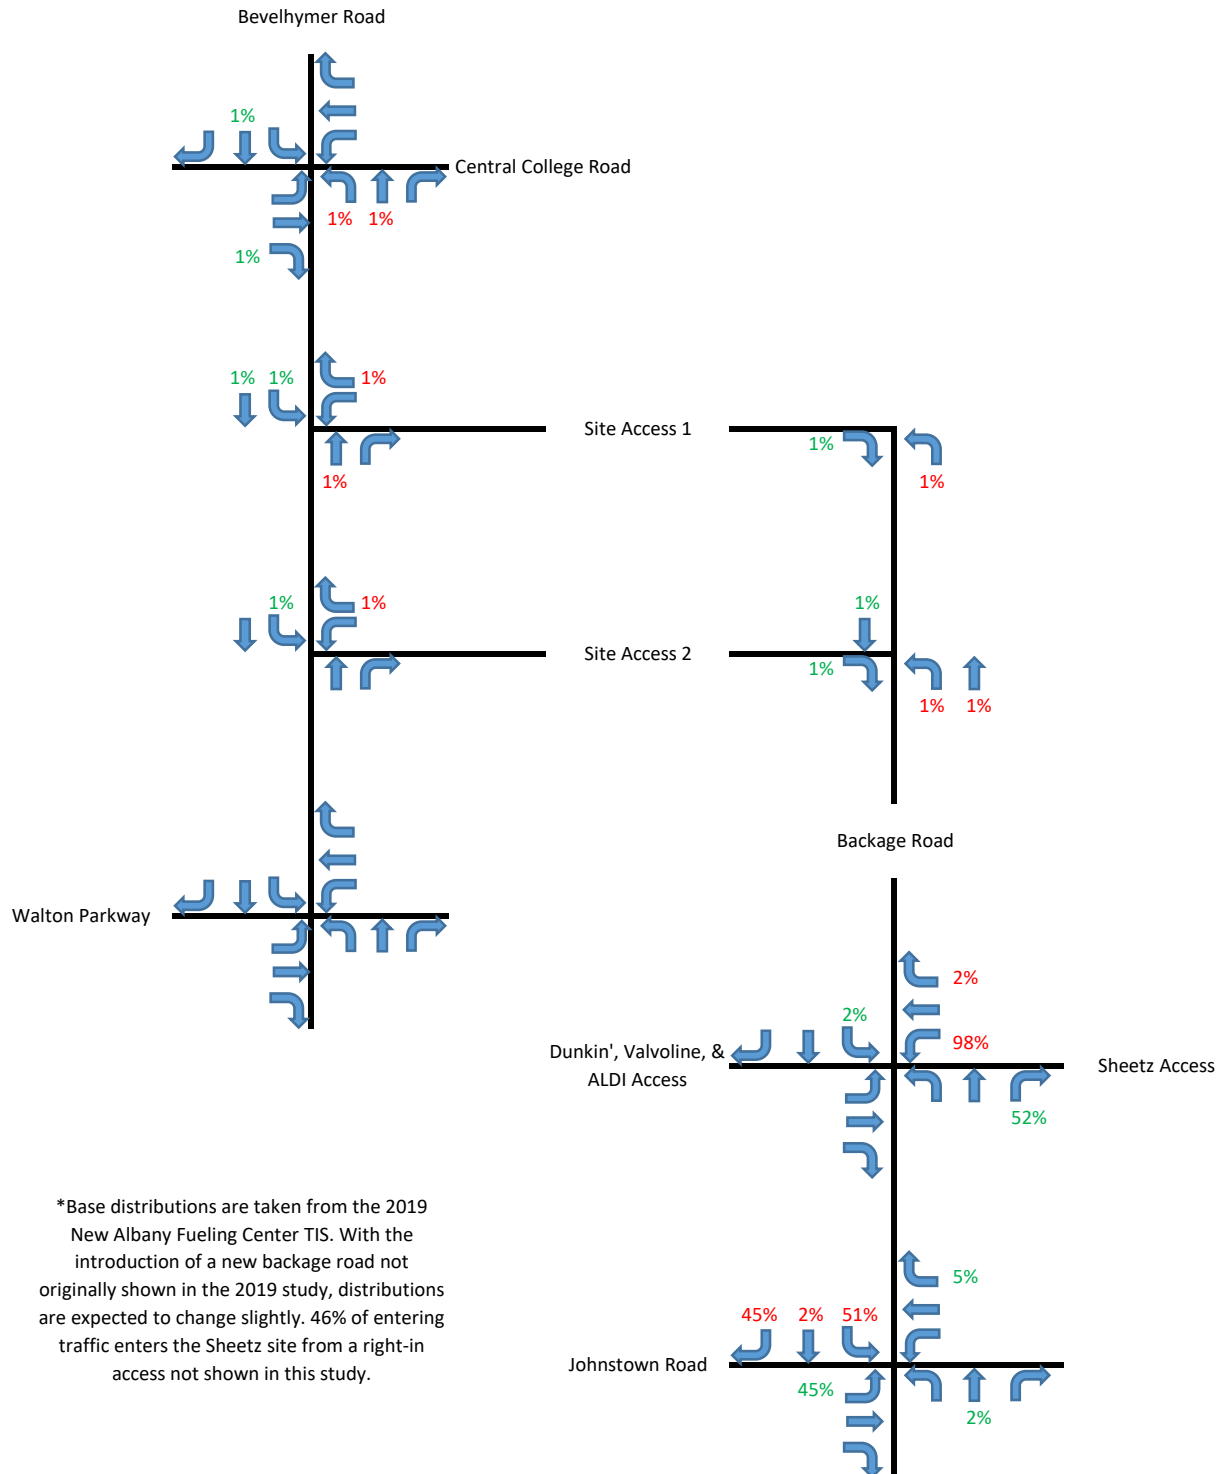 Bevelhymer Road
1%
Central College Road
1% 1%
1%
1% 1% 1%
Site Access 1
1%
1%
1%
1% 1%
1%
Site Access 2
1%
1% 1%
Backage Road
Walton Parkway
2%
2%
98%
Dunkin', Valvoline, &
ALDI Access
Sheetz Access
52%
*Base distributions are taken from the 2019
New Albany Fueling Center TIS. With the
introduction of a new backage road not
originally shown in the 2019 study, distributions
are expected to change slightly. 46% of entering
traffic enters the Sheetz site from a right-in
access not shown in this study.
5%
45% 2% 51%
Johnstown Road
45%
2%